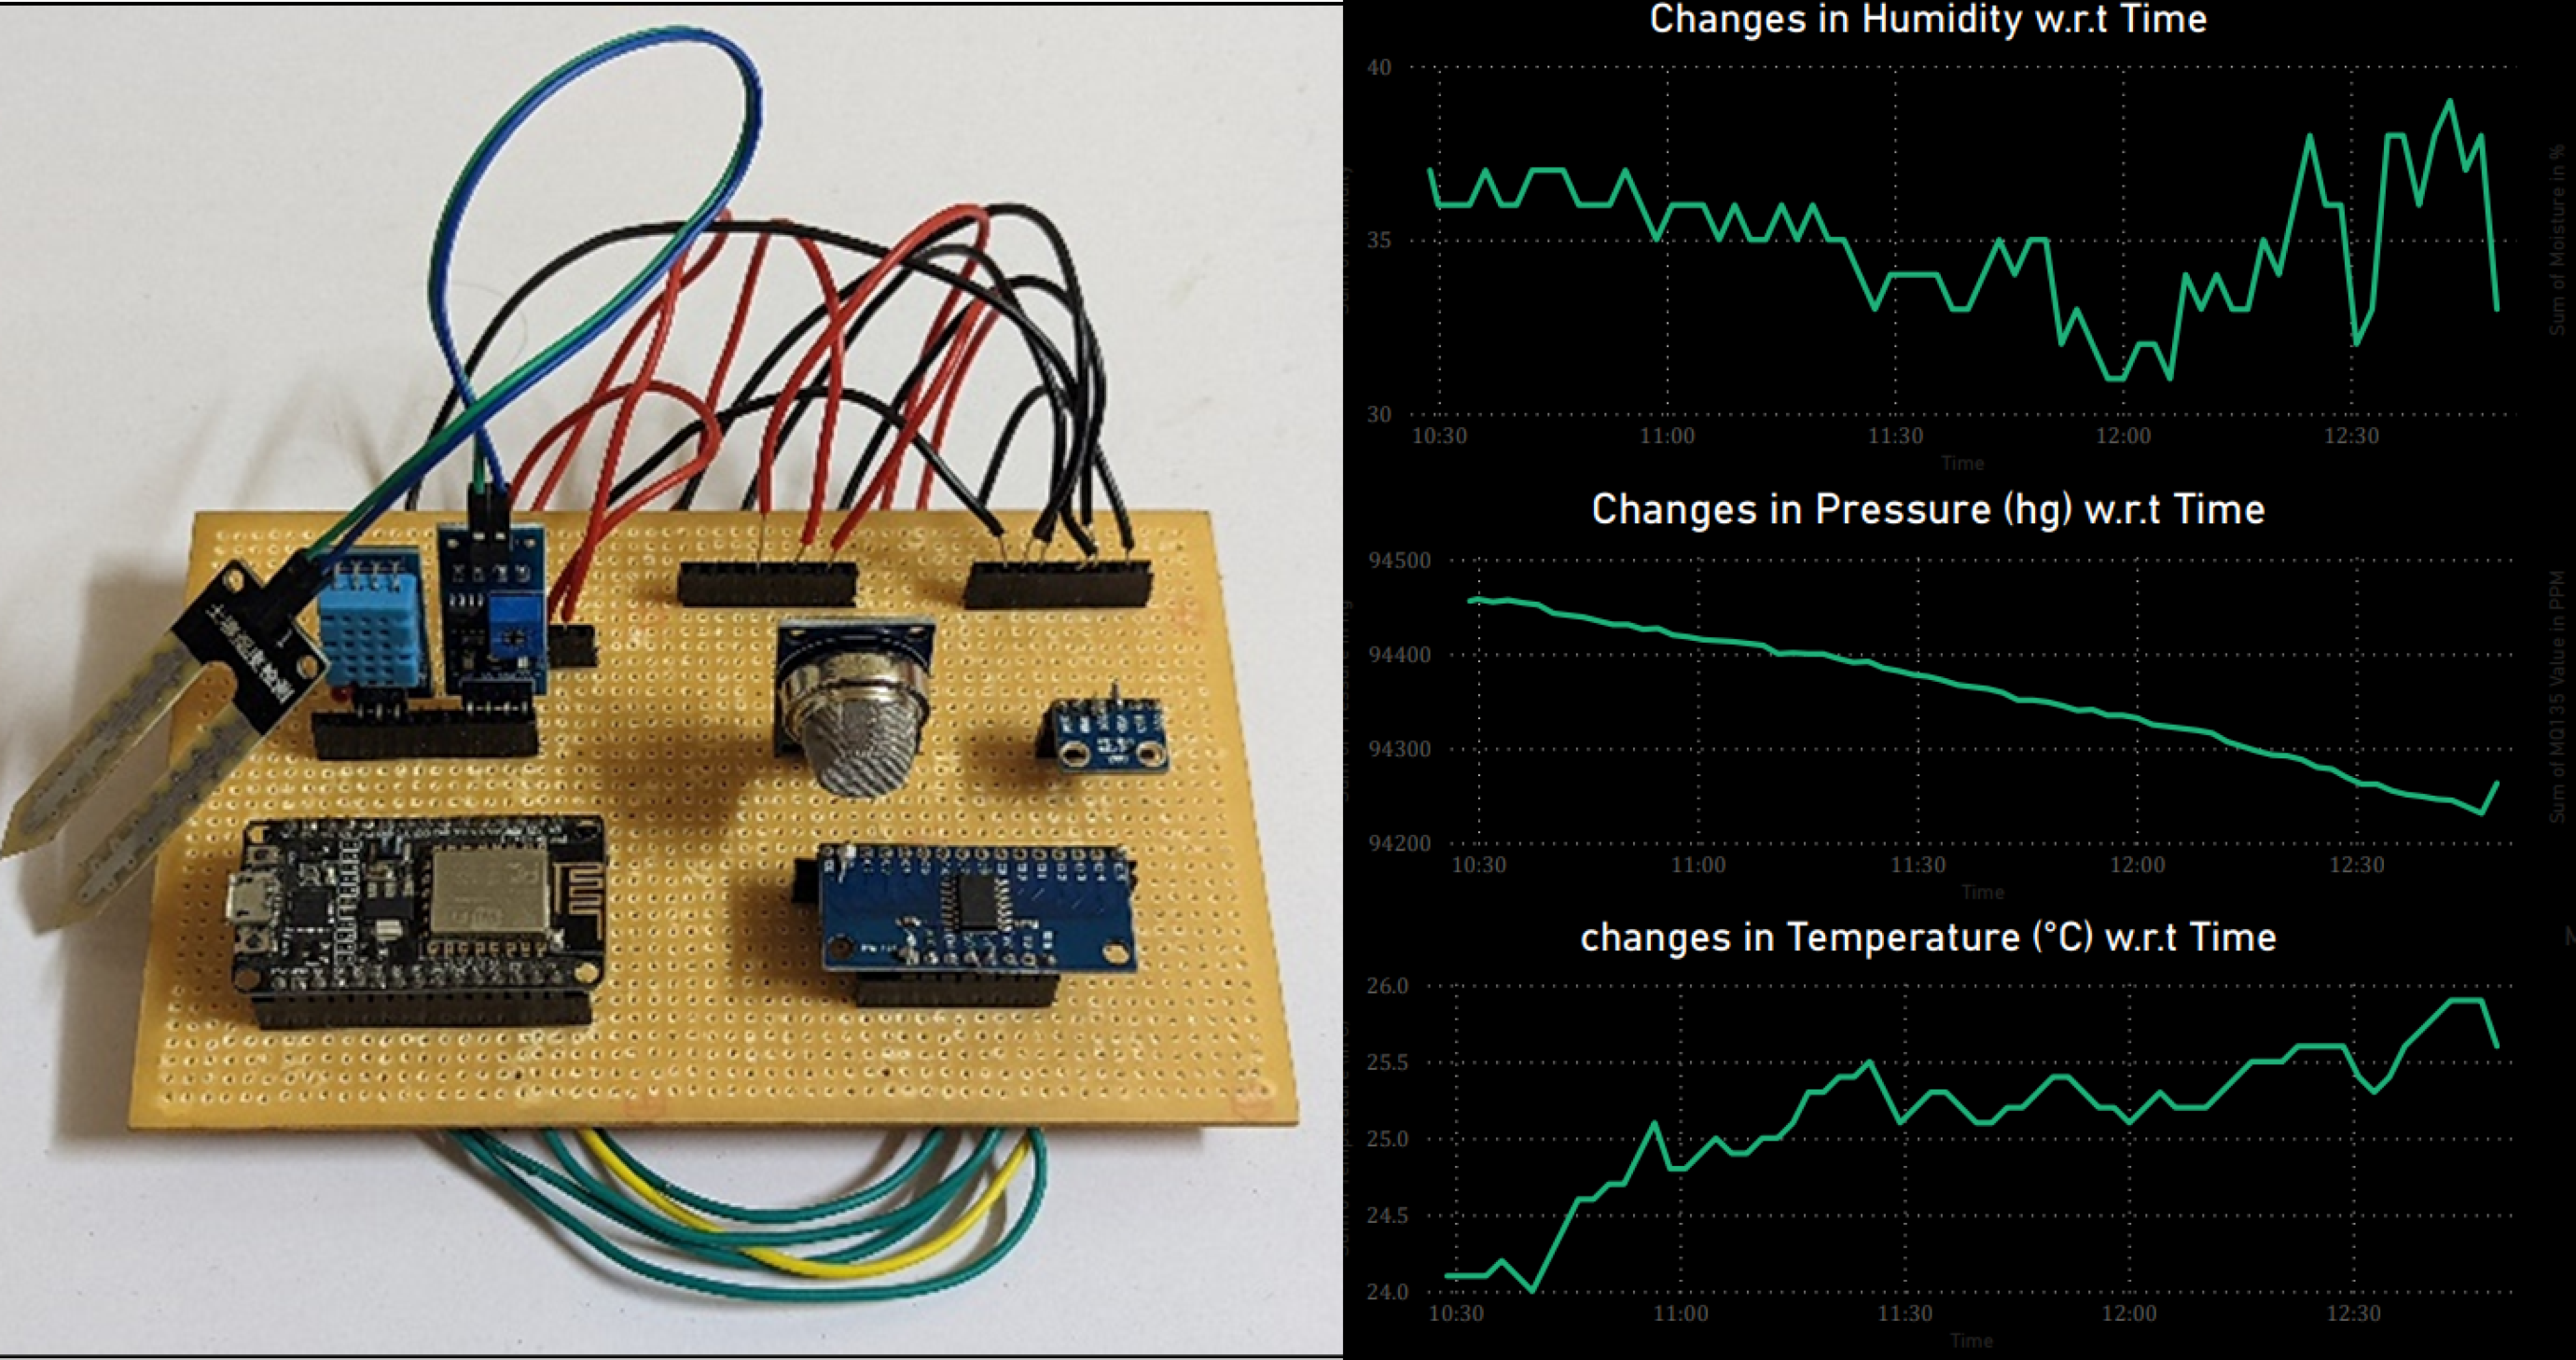 Changes in Humidity w.r.t Time
40
35
30
10:30 11:00 11:30 12:00 12:30
Time
Sum of Moisture in %
Changes in Pressure (hg) w.r.t Time
94500
94400
94300
94200
10:30 11:00 11:30 12:00 12:30
Time
Sum of MQ135 Value in PPM
changes in Temperature (°C) w.r.t Time
26.0
25.5
25.0
24.5
24.0
10:30 11:00 11:30 12:00 12:30
Time